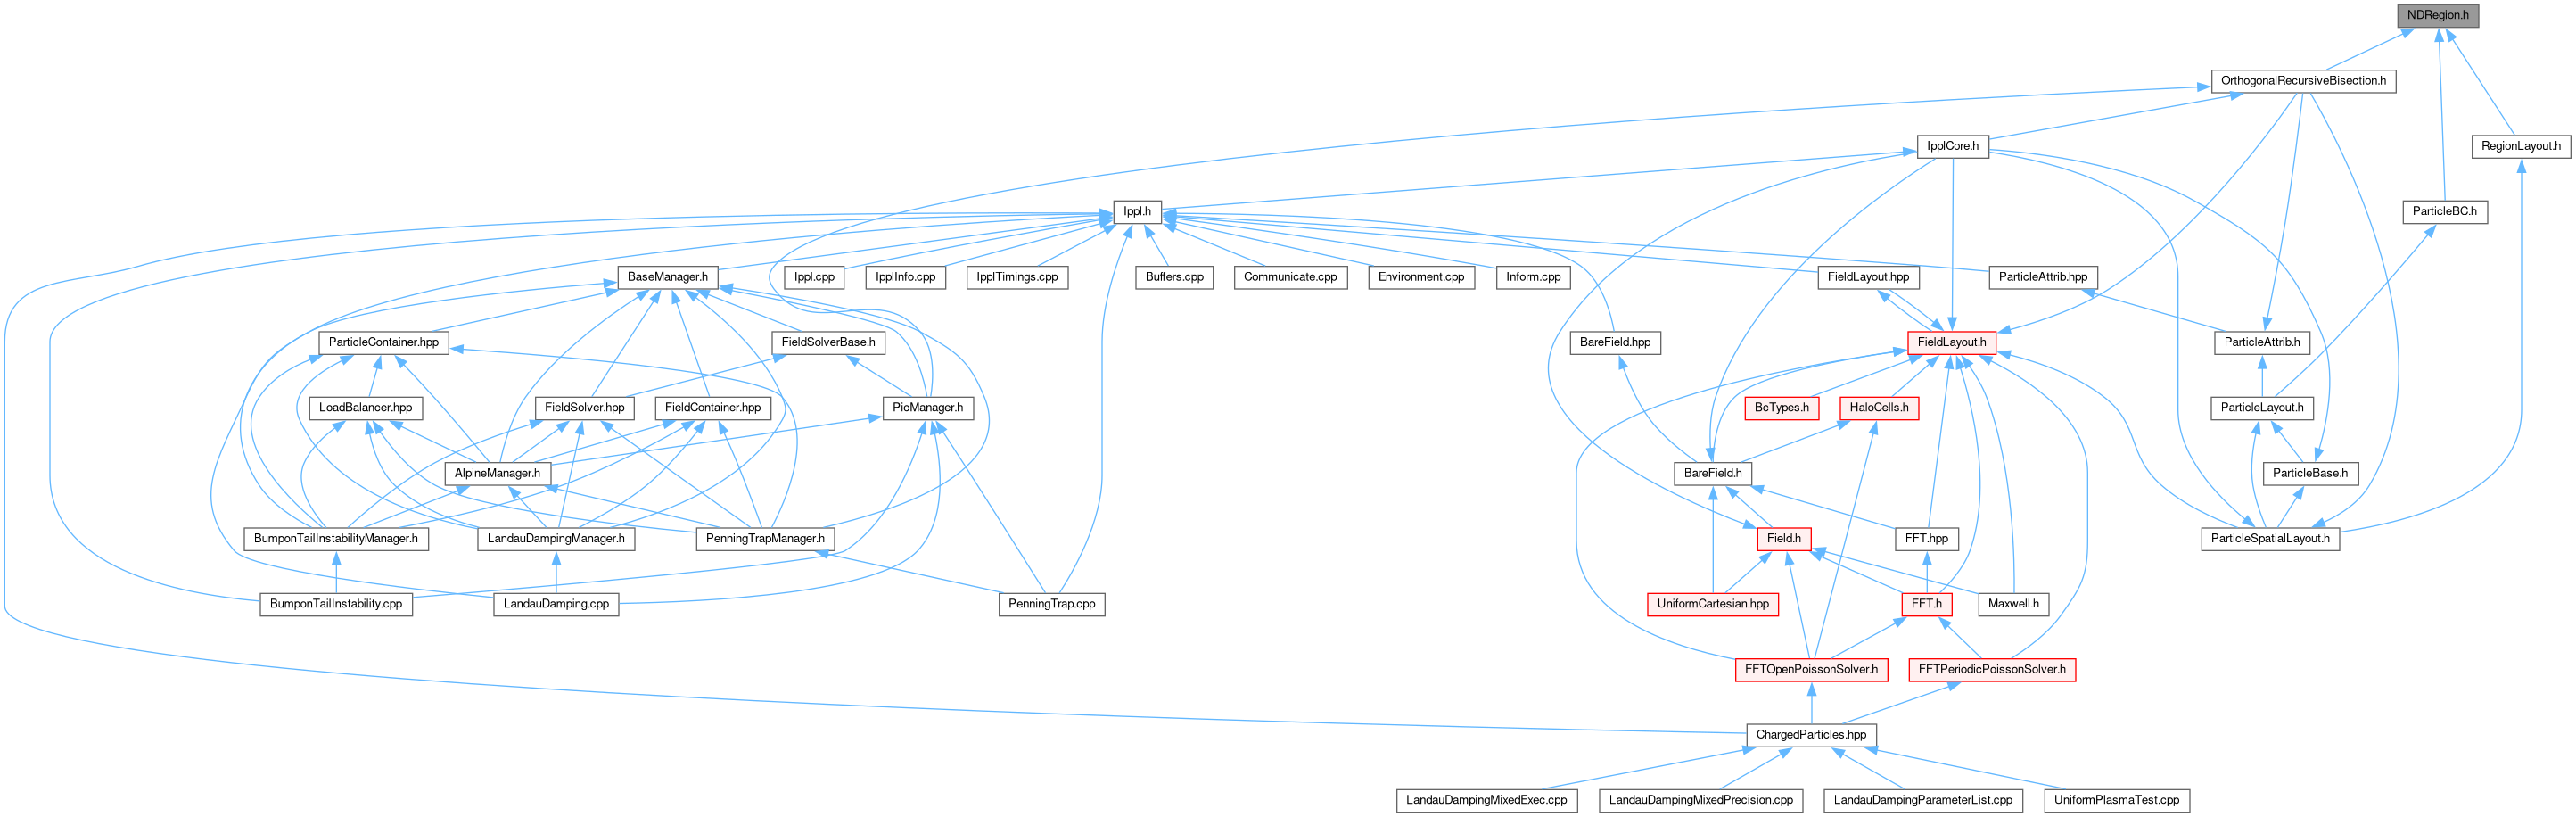 NDRegion.h
OrthogonalRecursiveBisection.h
IpplCore.h
RegionLayout.h
Ippl.h
ParticleBC.h
BaseManager.h
Ippl.cpp
IpplInfo.cpp
IpplTimings.cpp
Buffers.cpp
Communicate.cpp
Environment.cpp
Inform.cpp
FieldLayout.hpp
ParticleAttrib.hpp
ParticleContainer.hpp
FieldSolverBase.h
BareField.hpp
FieldLayout.h
ParticleAttrib.h
LoadBalancer.hpp
FieldSolver.hpp
FieldContainer.hpp
PicManager.h
BcTypes.h
HaloCells.h
ParticleLayout.h
AlpineManager.h
BareField.h
ParticleBase.h
BumponTailInstabilityManager.h
LandauDampingManager.h
PenningTrapManager.h
Field.h
FFT.hpp
ParticleSpatialLayout.h
BumponTailInstability.cpp
LandauDamping.cpp
PenningTrap.cpp
UniformCartesian.hpp
FFT.h
Maxwell.h
FFTOpenPoissonSolver.h
FFTPeriodicPoissonSolver.h
ChargedParticles.hpp
LandauDampingMixedExec.cpp
LandauDampingMixedPrecision.cpp
LandauDampingParameterList.cpp
UniformPlasmaTest.cpp